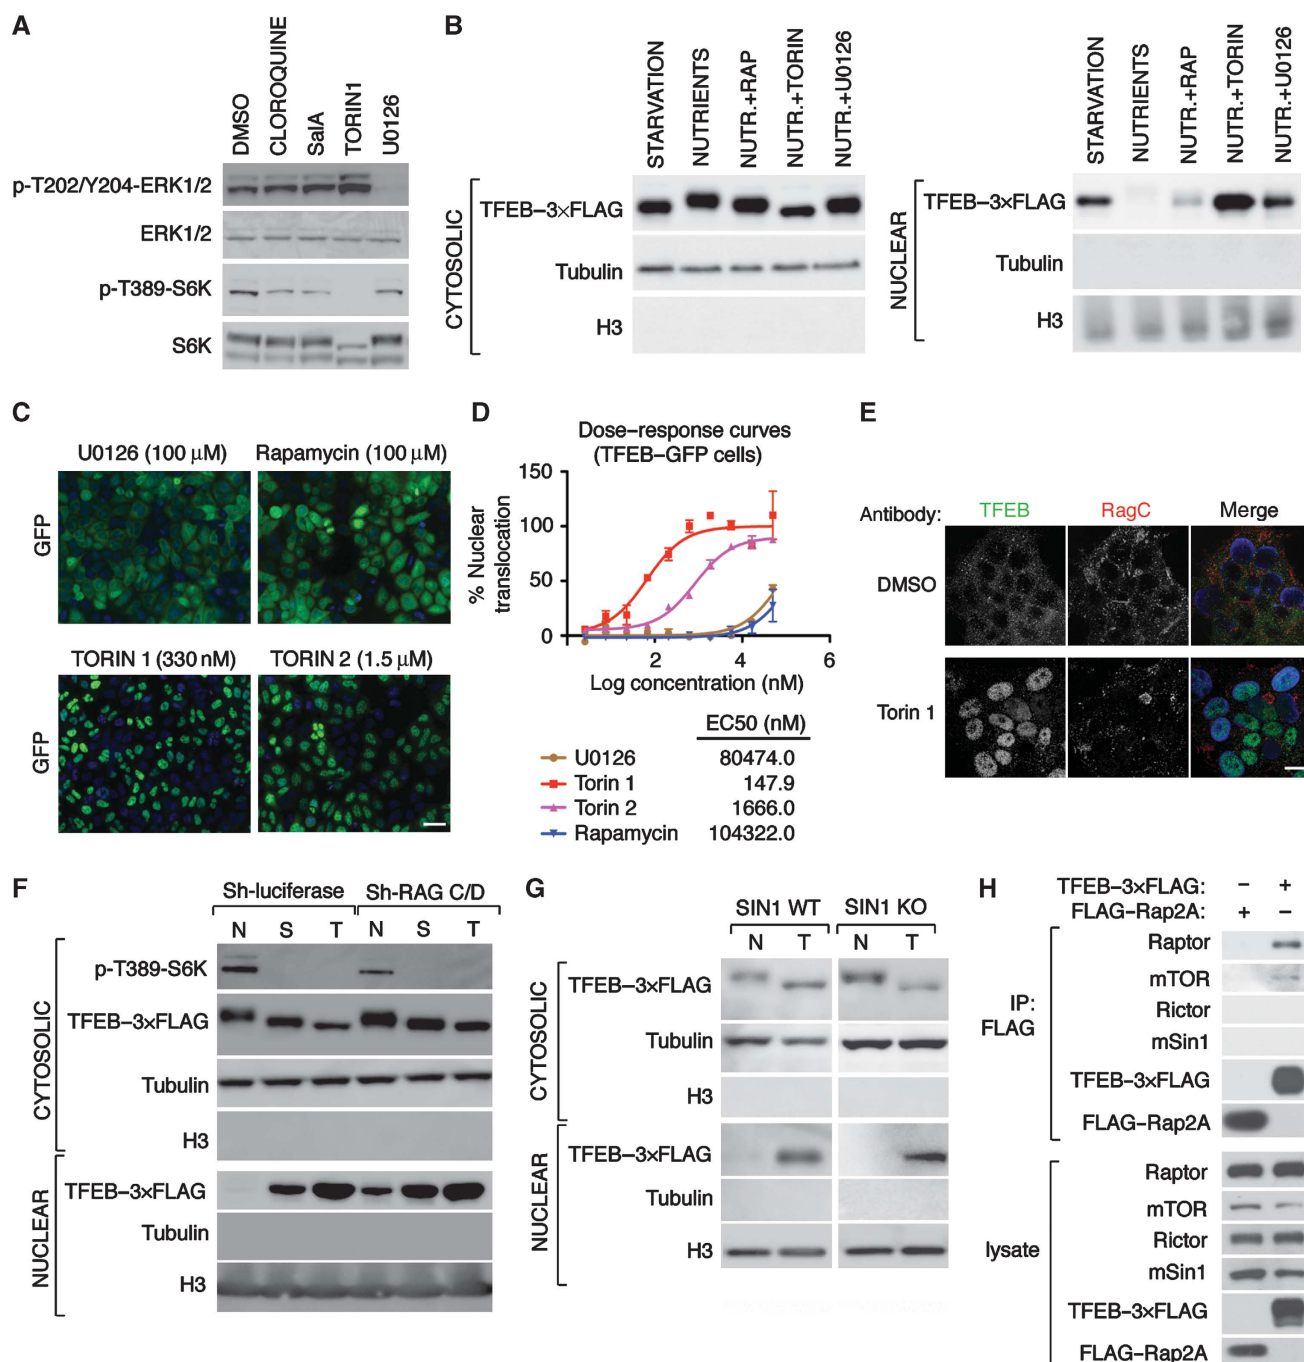 A
DMSO
CLOROQUINE
SalA
TORIN1
U0126
p-T202/Y204-ERK1/2
ERK1/2
p-T389-S6K
S6K
B
STARVATION
NUTRIENTS
NUTR.+RAP
NUTR.+TORIN
NUTR.+U0126
CYTOSOLIC
TFEB–3×FLAG
Tubulin
H3
STARVATION
NUTRIENTS
NUTR.+RAP
NUTR.+TORIN
NUTR.+U0126
NUCLEAR
TFEB–3×FLAG
Tubulin
H3
C
U0126 (100 μM)
Rapamycin (100 μM)
GFP
TORIN 1 (330 nM)
TORIN 2 (1.5 μM)
GFP
D
Dose–response curves
(TFEB–GFP cells)
% Nuclear
translocation
150
100
50
0
2 4 6
Log concentration (nM)
EC50 (nM)
U0126 80474.0
Torin 1 147.9
Torin 2 1666.0
Rapamycin 104322.0
E
Antibody: TFEB RagC Merge
DMSO
Torin 1
F
Sh-luciferase Sh-RAG C/D
N S T N S T
CYTOSOLIC
p-T389-S6K
TFEB–3×FLAG
Tubulin
H3
NUCLEAR
TFEB–3×FLAG
Tubulin
H3
G
SIN1 WT SIN1 KO
N T N T
CYTOSOLIC
TFEB–3×FLAG
Tubulin
H3
NUCLEAR
TFEB–3×FLAG
Tubulin
H3
H
TFEB–3×FLAG: – +
FLAG–Rap2A: + –
IP:
FLAG
Raptor
mTOR
Rictor
mSin1
TFEB–3×FLAG
FLAG–Rap2A
lysate
Raptor
mTOR
Rictor
mSin1
TFEB–3×FLAG
FLAG–Rap2A